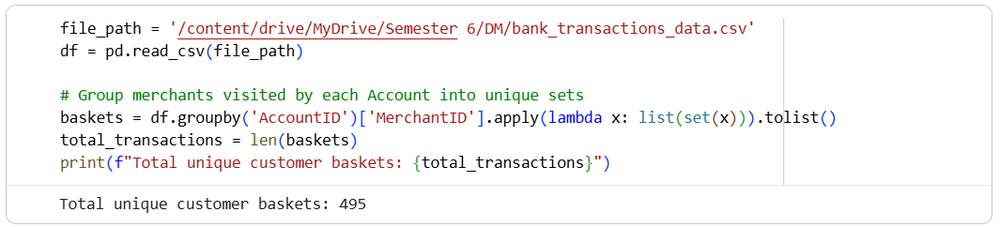 file_path = '/content/drive/MyDrive/Semester 6/DM/bank_transactions_data.csv'
df = pd.read_csv(file_path)
# Group merchants visited by each Account into unique sets
baskets = df.groupby('AccountID')['MerchantID'].apply(lambda x: list(set(x))).tolist()
total_transactions = len(baskets)
print(f"Total unique customer baskets: {total_transactions}")
Total unique customer baskets: 495